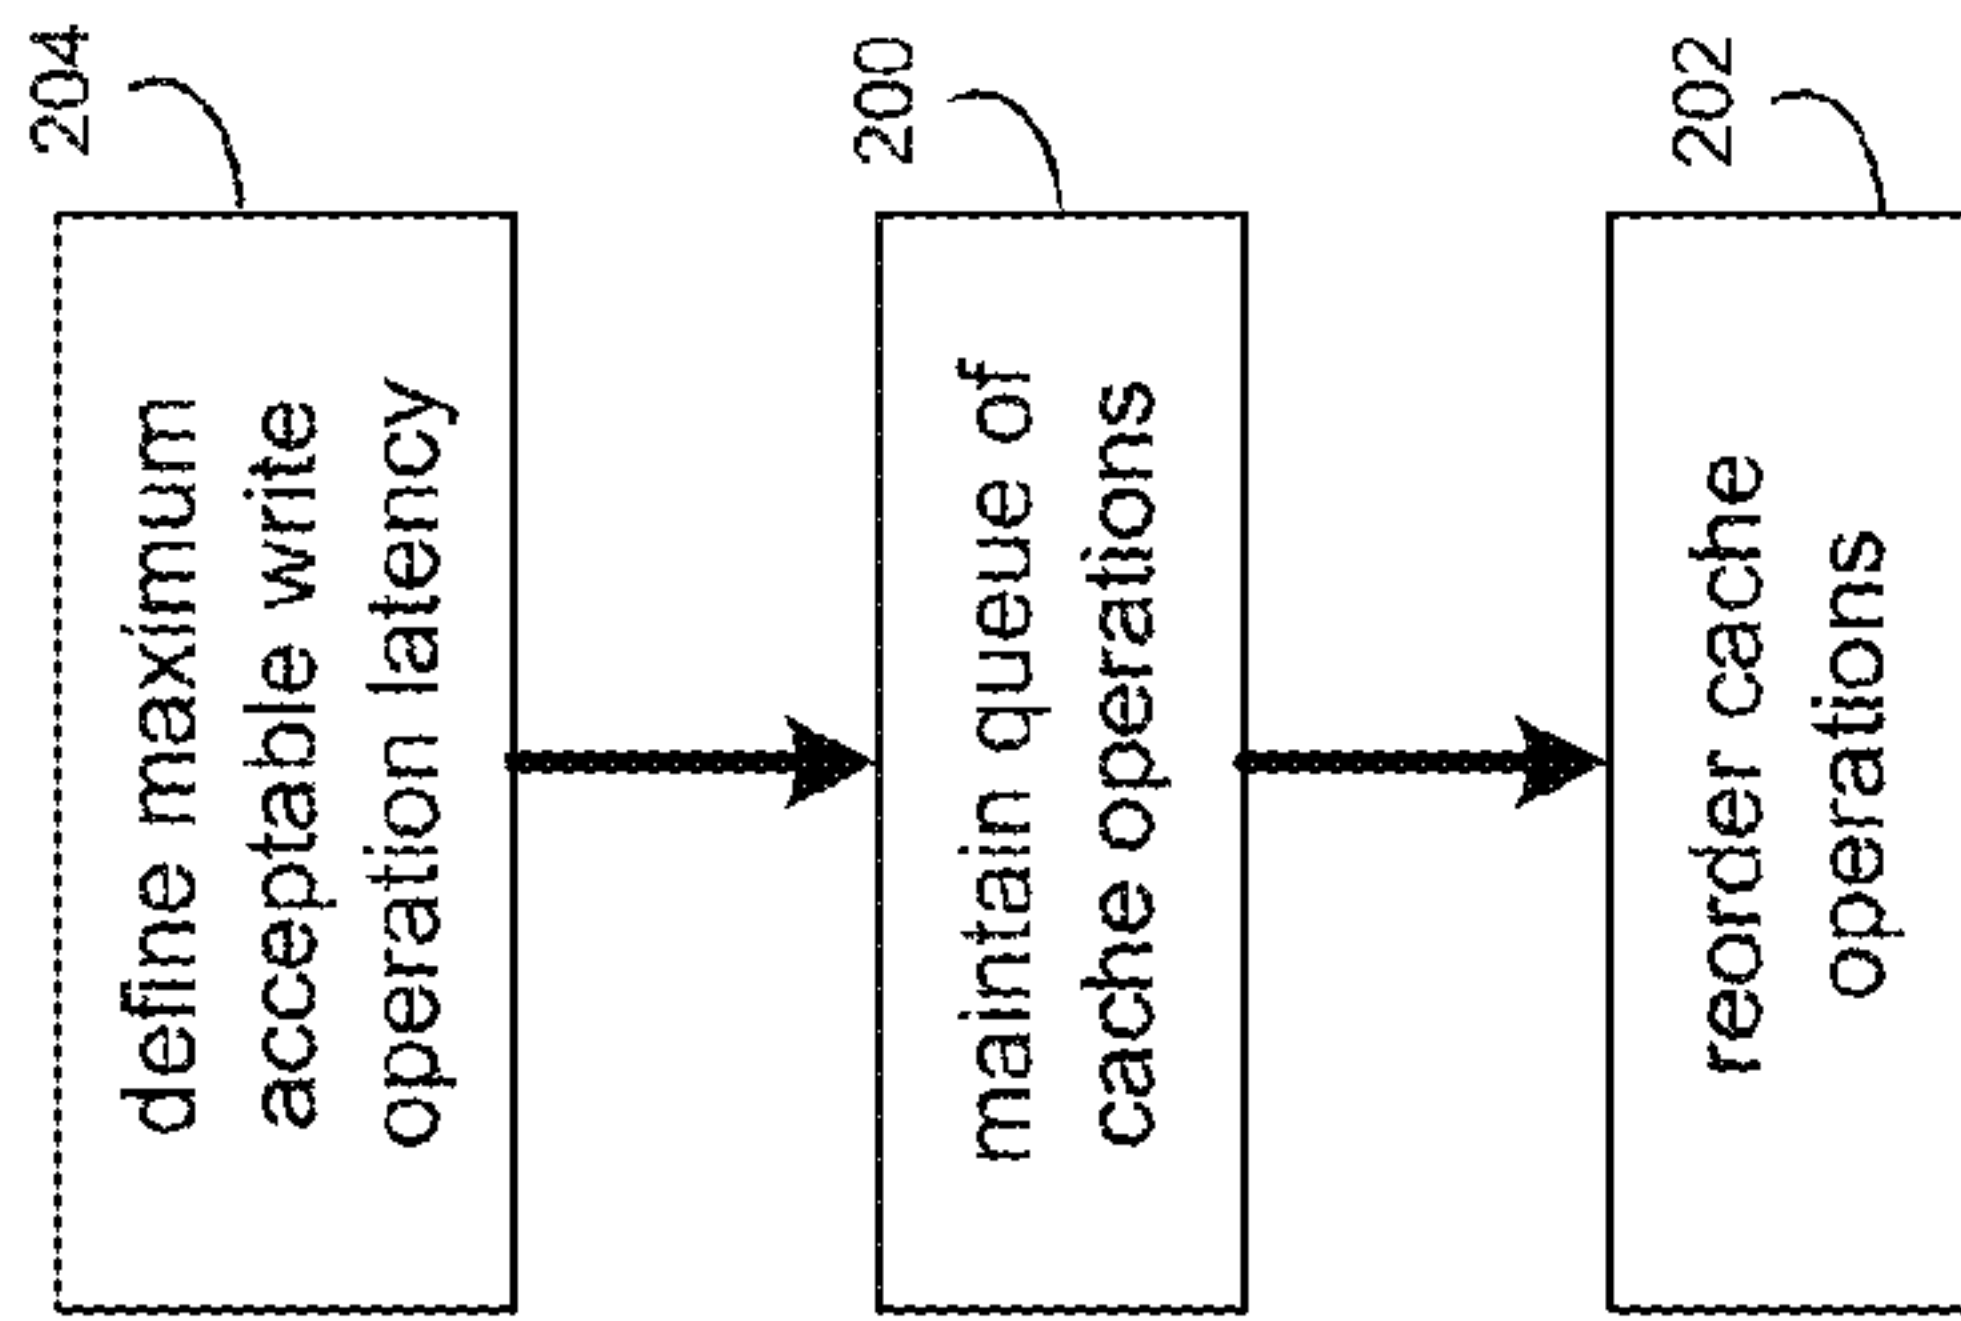 204
define maximum
acceptable write
operation latency
200
maintain queue of
cache operations
202
reorder cache
operations